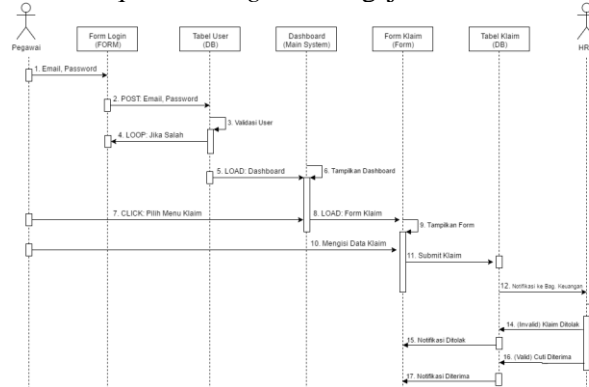 Pegawai
Form Login
(FORM)
Tabel User
(DB)
Dashboard
(Main System)
Form Klaim
(Form)
Tabel Klaim
(DB)
HR
1. Email, Password
2. POST: Email, Password
3. Validasi User
4. LOOP: Jika Salah
5. LOAD: Dashboard
6. Tampilkan Dashboard
7. CLICK: Pilih Menu Klaim
8. LOAD: Form Klaim
9. Tampilkan Form
10. Mengisi Data Klaim
11. Submit Klaim
12. Notifikasi ke Bag. Keuangan
14. (Invalid) Klaim Ditolak
15. Notifikasi Ditolak
16. (Valid) Cuti Diterima
17. Notifikasi Diterima